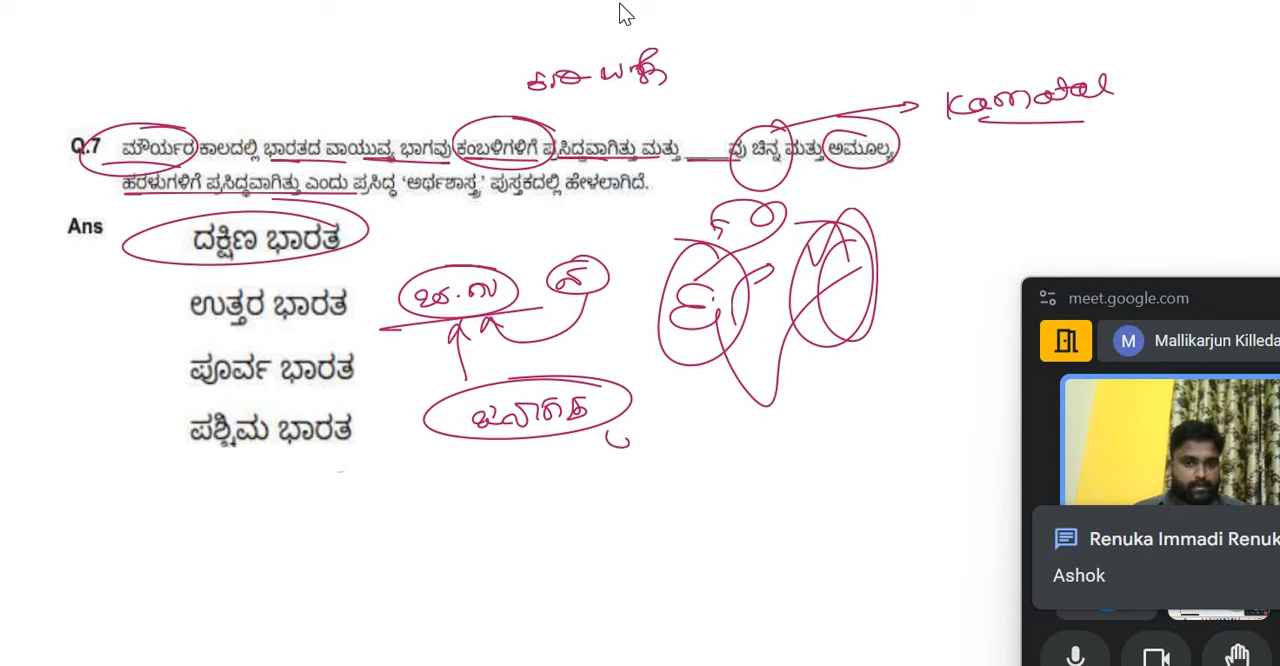 Karnatak
Q.7 ಮೌರ್ಯರ ಕಾಲದಲ್ಲಿ ಭಾರತದ ವಾಯುವ್ಯ ಭಾಗವು ಕಂಬಳಿಗಳಿಗೆ ಪ್ರಸಿದ್ಧವಾಗಿತ್ತು ಮತ್ತು ____ ವು ಚಿನ್ನ ಮತ್ತು ಅಮೂಲ್ಯ
ಹರಳುಗಳಿಗೆ ಪ್ರಸಿದ್ಧವಾಗಿತ್ತು ಎಂದು ಪ್ರಸಿದ್ಧ 'ಅರ್ಥಶಾಸ್ತ್ರ' ಪುಸ್ತಕದಲ್ಲಿ ಹೇಳಲಾಗಿದೆ.
Ans ದಕ್ಷಿಣ ಭಾರತ
ಉತ್ತರ ಭಾರತ
ಪೂರ್ವ ಭಾರತ
ಪಶ್ಚಿಮ ಭಾರತ
meet.google.com
M Mallikarjun Killeda
Renuka Immadi Renuk
Ashok